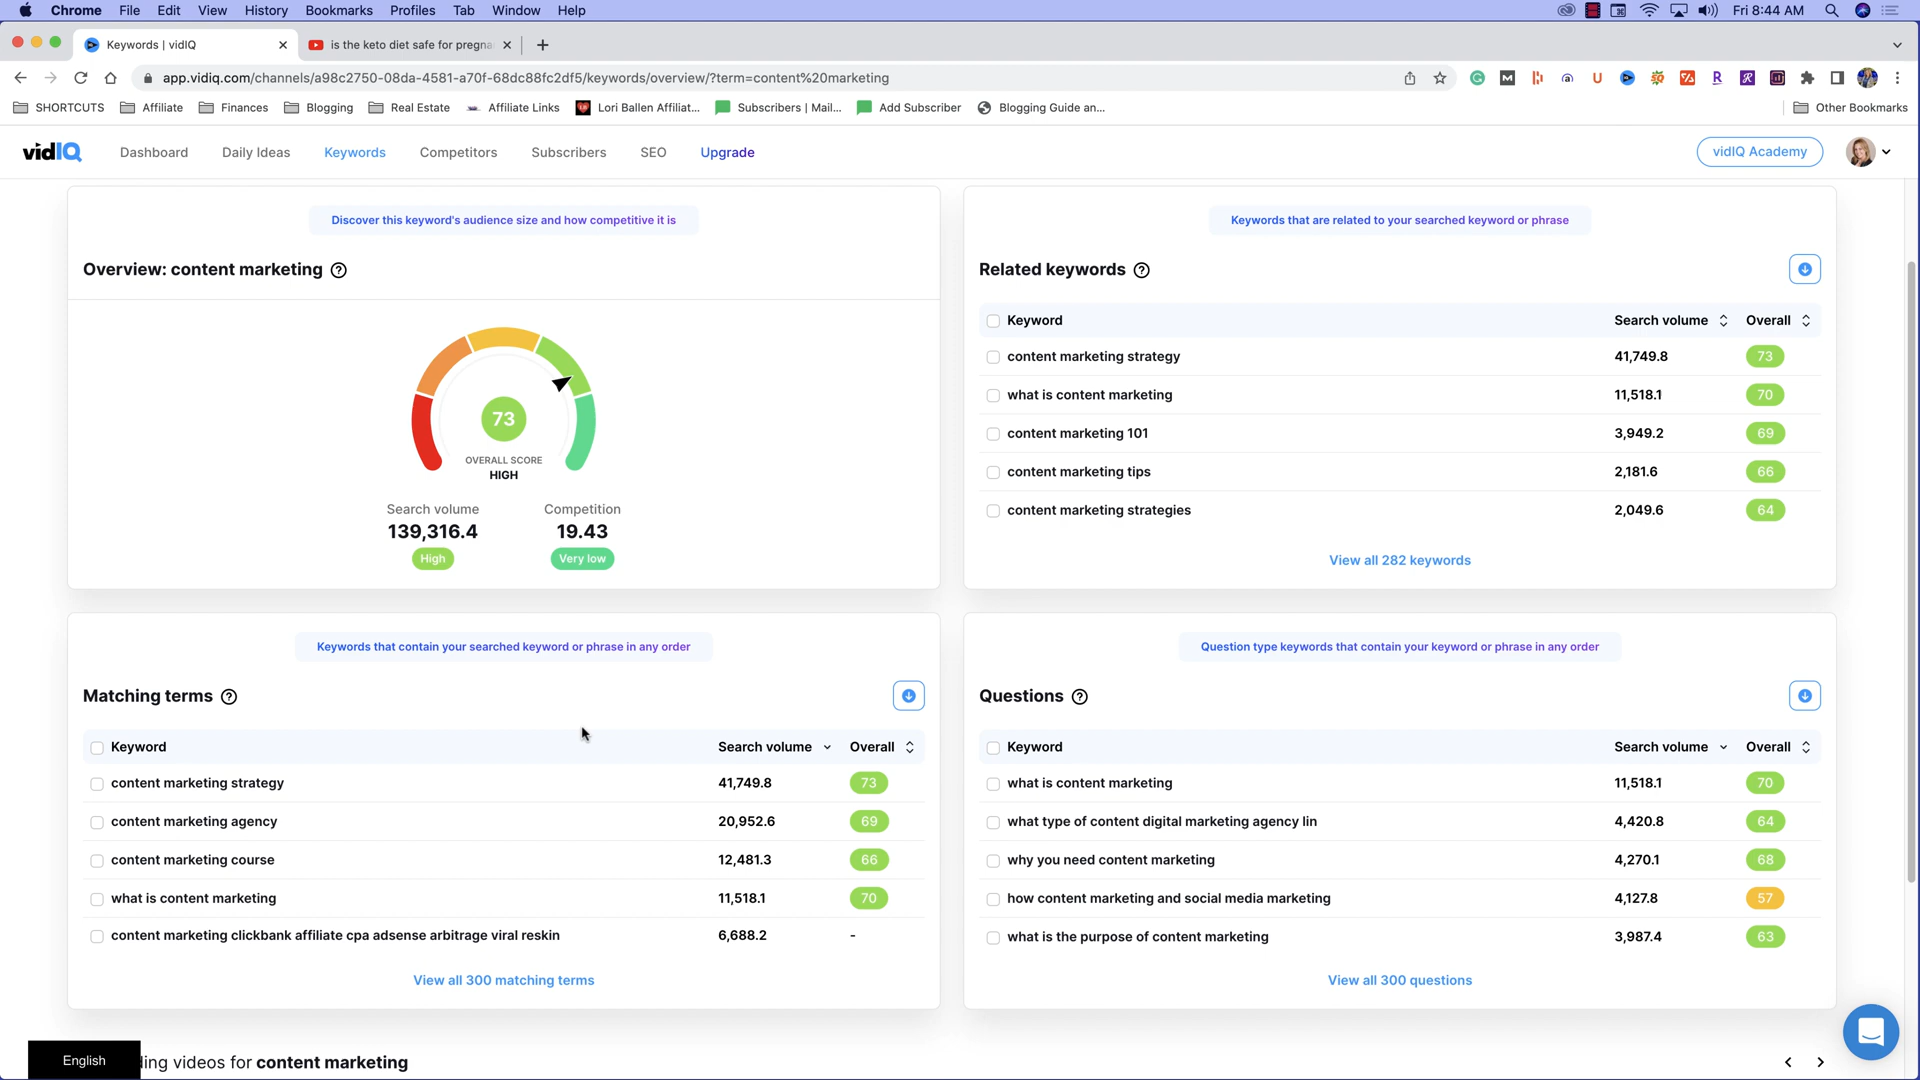 Chrome File Edit View History Bookmarks Profiles Tab Window Help Fri 8:44 AM
Keywords | vidIQ is the keto diet safe for pregna
app.vidiq.com/channels/a98c2750-08da-4581-a70f-68dc88fc2df5/keywords/overview/?term=content%20marketing
SHORTCUTS Affiliate Finances Blogging Real Estate Affiliate Links Lori Ballen Affiliat... Subscribers | Mail... Add Subscriber Blogging Guide an... Other Bookmarks
vidIQ Dashboard Daily Ideas Keywords Competitors Subscribers SEO Upgrade vidIQ Academy
Discover this keyword's audience size and how competitive it is
Overview: content marketing
73
OVERALL SCORE
HIGH
Search volume Competition
139,316.4 19.43
High Very low
Keywords that are related to your searched keyword or phrase
Related keywords
Keyword Search volume Overall
content marketing strategy 41,749.8 73
what is content marketing 11,518.1 70
content marketing 101 3,949.2 69
content marketing tips 2,181.6 66
content marketing strategies 2,049.6 64
View all 282 keywords
Keywords that contain your searched keyword or phrase in any order
Matching terms
Keyword Search volume Overall
content marketing strategy 41,749.8 73
content marketing agency 20,952.6 69
content marketing course 12,481.3 66
what is content marketing 11,518.1 70
content marketing clickbank affiliate cpa adsense arbitrage viral reskin 6,688.2 -
View all 300 matching terms
Question type keywords that contain your keyword or phrase in any order
Questions
Keyword Search volume Overall
what is content marketing 11,518.1 70
what type of content digital marketing agency lin 4,420.8 64
why you need content marketing 4,270.1 68
how content marketing and social media marketing 4,127.8 57
what is the purpose of content marketing 3,987.4 63
View all 300 questions
English ding videos for content marketing